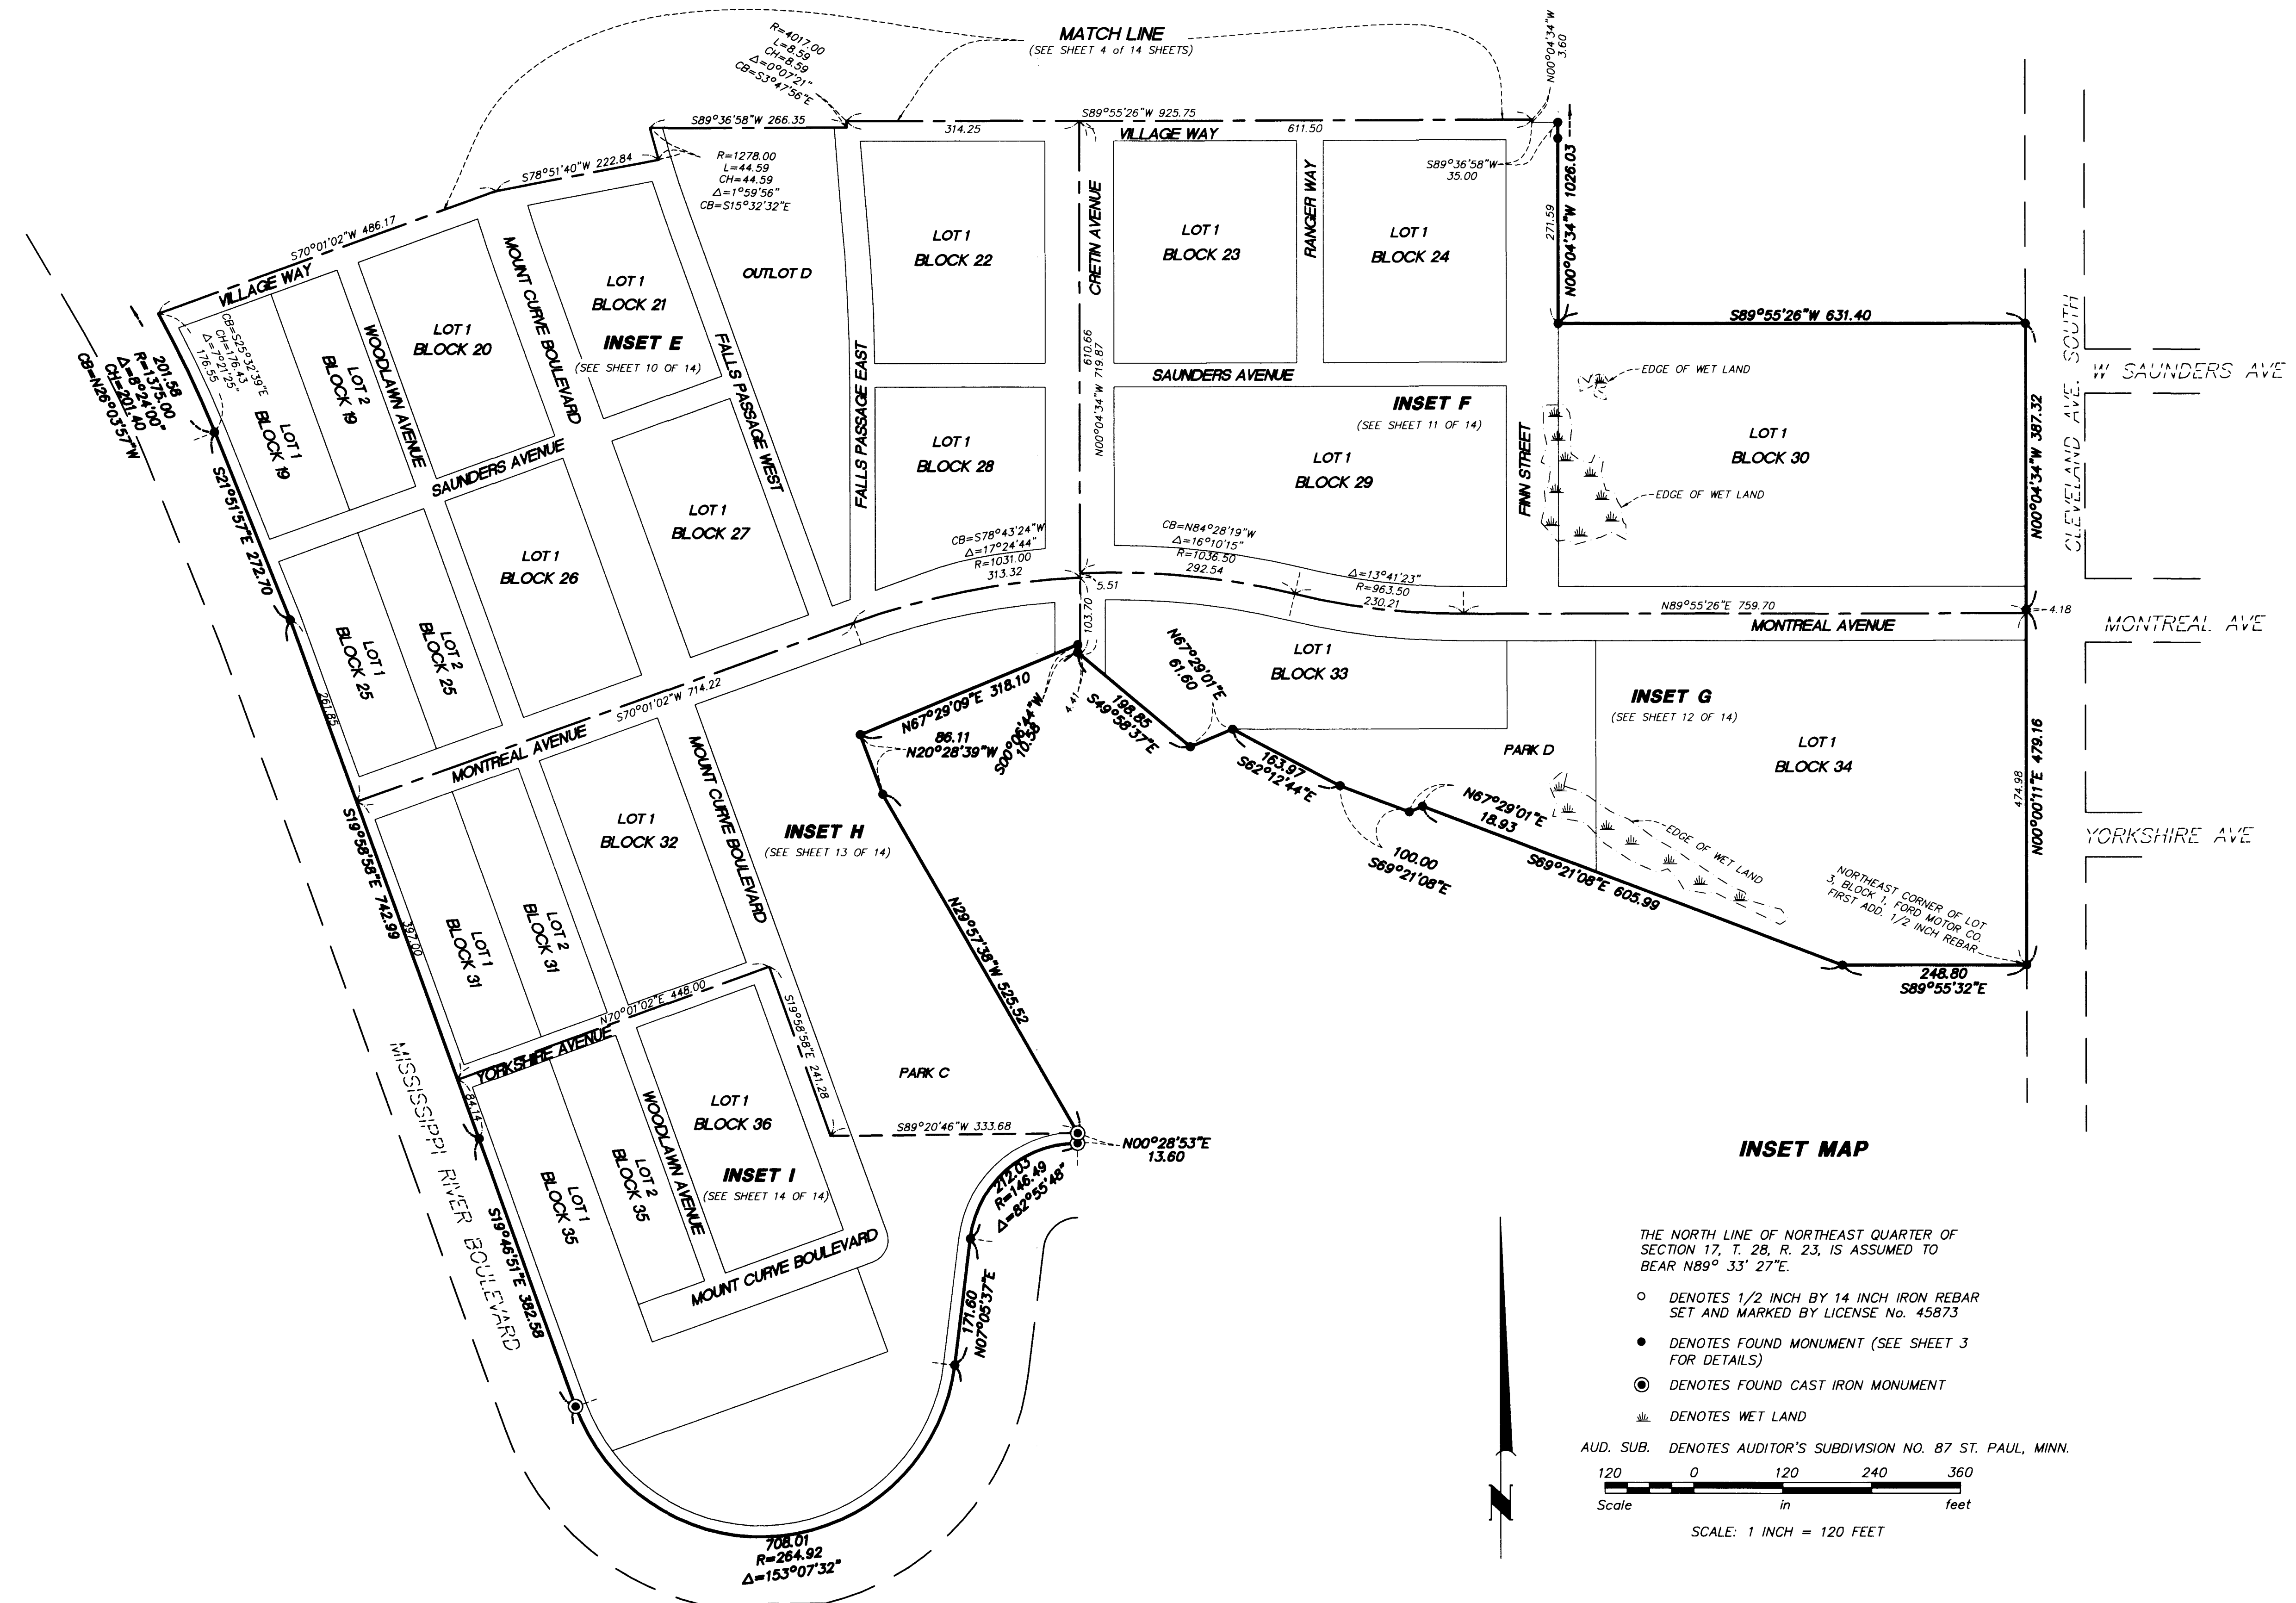 MATCH LINE
(SEE SHEET 4 of 14 SHEETS)
R=4017.00
L=8.59
CH=8.59
Δ=0°07'21"
CB=S3°47'56"E
N00°04'34"W
3.60
S89°36'58"W 266.35
S89°55'26"W 925.75
314.25
VILLAGE WAY
611.50
S78°51'40"W 222.84
R=1278.00
L=44.59
CH=44.59
Δ=1°59'56"
CB=S15°32'32"E
S89°36'58"W
35.00
N00°04'34"W 1026.03
271.59
S70°01'02"W 486.17
VILLAGE WAY
MOUNT CURVE BOULEVARD
LOT 1
BLOCK 21
INSET E
(SEE SHEET 10 OF 14)
OUTLOT D
LOT 1
BLOCK 22
CRETIN AVENUE
LOT 1
BLOCK 23
RANGER WAY
LOT 1
BLOCK 24
201.58
R=1375.00
Δ=8°24'00"
CH=201.40
CB=N26°03'57"W
CB=S25°32'39"E
CH=176.43
Δ=7°21'25"
176.55
LOT 1
BLOCK 19
LOT 2
BLOCK 19
WOODLAWN AVENUE
LOT 1
BLOCK 20
FALLS PASSAGE WEST
FALLS PASSAGE EAST
610.66
N00°04'34"W 719.87
SAUNDERS AVENUE
S89°55'26"W 631.40
EDGE OF WET LAND
N00°04'34"W 387.32
CLEVELAND AVE. SOUTH
W SAUNDERS AVE
INSET F
(SEE SHEET 11 OF 14)
LOT 1
BLOCK 30
FINN STREET
EDGE OF WET LAND
S21°51'57"E 272.70
SAUNDERS AVENUE
LOT 1
BLOCK 28
LOT 1
BLOCK 29
LOT 1
BLOCK 27
LOT 1
BLOCK 26
CB=S78°43'24"W
Δ=17°24'44"
R=1031.00
313.32
CB=N84°28'19"W
Δ=16°10'15"
R=1036.50
292.54
5.51
Δ=13°41'23"
R=963.50
230.21
N89°55'26"E 759.70
4.18
MONTREAL AVENUE
MONTREAL AVE
103.70
LOT 1
BLOCK 25
LOT 2
BLOCK 25
261.85
S70°01'02"W 714.22
MONTREAL AVENUE
N67°29'09"E 318.10
86.11
N20°28'39"W
S00°06'44"W
10.58
4.41
198.85
S49°58'37"E
N67°29'01"E
61.60
LOT 1
BLOCK 33
INSET G
(SEE SHEET 12 OF 14)
PARK D
LOT 1
BLOCK 34
163.97
S62°12'44"E
100.00
S69°21'08"E
N67°29'01"E
18.93
S69°21'08"E 605.99
EDGE OF WET LAND
NORTHEAST CORNER OF LOT
3, BLOCK 1, FORD MOTOR CO.
FIRST ADD. 1/2 INCH REBAR
N00°00'11"E 479.16
474.98
YORKSHIRE AVE
248.80
S89°55'32"E
S19°58'58"E 742.99
397.00
LOT 1
BLOCK 31
LOT 2
BLOCK 31
LOT 1
BLOCK 32
MOUNT CURVE BOULEVARD
INSET H
(SEE SHEET 13 OF 14)
N29°57'38"W 525.52
N70°01'02"E 448.00
YORKSHIRE AVENUE
S19°58'58"E 241.28
PARK C
S89°20'46"W 333.68
N00°28'53"E
13.60
84.14
MISSISSIPPI RIVER BOULEVARD
LOT 1
BLOCK 36
WOODLAWN AVENUE
INSET I
(SEE SHEET 14 OF 14)
LOT 1
BLOCK 35
LOT 2
BLOCK 35
212.03
R=146.49
Δ=82°55'48"
S19°46'51"E 382.58
MOUNT CURVE BOULEVARD
171.60
N07°05'37"E
708.01
R=264.92
Δ=153°07'32"
INSET MAP
THE NORTH LINE OF NORTHEAST QUARTER OF
SECTION 17, T. 28, R. 23, IS ASSUMED TO
BEAR N89° 33' 27"E.
DENOTES 1/2 INCH BY 14 INCH IRON REBAR
SET AND MARKED BY LICENSE No. 45873
DENOTES FOUND MONUMENT (SEE SHEET 3
FOR DETAILS)
DENOTES FOUND CAST IRON MONUMENT
DENOTES WET LAND
AUD. SUB. DENOTES AUDITOR'S SUBDIVISION NO. 87 ST. PAUL, MINN.
120 0 120 240 360
Scale in feet
SCALE: 1 INCH = 120 FEET
N